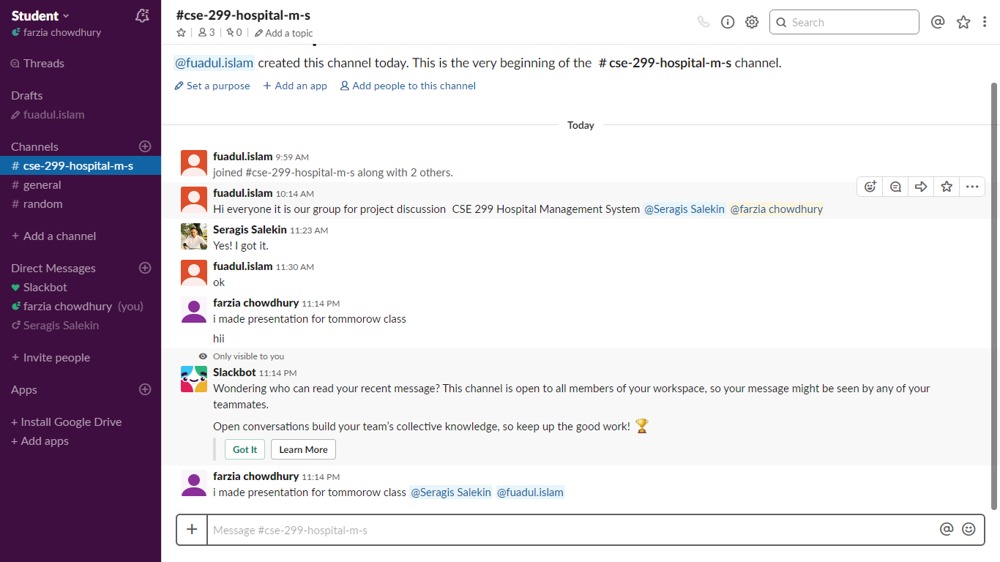 Student
farzia chowdhury
Threads
Drafts
fuadul.islam
Channels
# cse-299-hospital-m-s
# general
# random
+ Add a channel
Direct Messages
Slackbot
farzia chowdhury (you)
Seragis Salekin
+ Invite people
Apps
+ Install Google Drive
+ Add apps
#cse-299-hospital-m-s
3 0 Add a topic
Search
@fuadul.islam created this channel today. This is the very beginning of the # cse-299-hospital-m-s channel.
Set a purpose + Add an app Add people to this channel
Today
fuadul.islam 9:59 AM
joined #cse-299-hospital-m-s along with 2 others.
fuadul.islam 10:14 AM
Hi everyone it is our group for project discussion CSE 299 Hospital Management System @Seragis Salekin @farzia chowdhury
Seragis Salekin 11:23 AM
Yes! I got it.
fuadul.islam 11:30 AM
ok
farzia chowdhury 11:14 PM
i made presentation for tommorow class
hii
Only visible to you
Slackbot 11:14 PM
Wondering who can read your recent message? This channel is open to all members of your workspace, so your message might be seen by any of your
teammates.
Open conversations build your team’s collective knowledge, so keep up the good work! 🏆
Got It Learn More
farzia chowdhury 11:14 PM
i made presentation for tommorow class @Seragis Salekin @fuadul.islam
+ Message #cse-299-hospital-m-s @